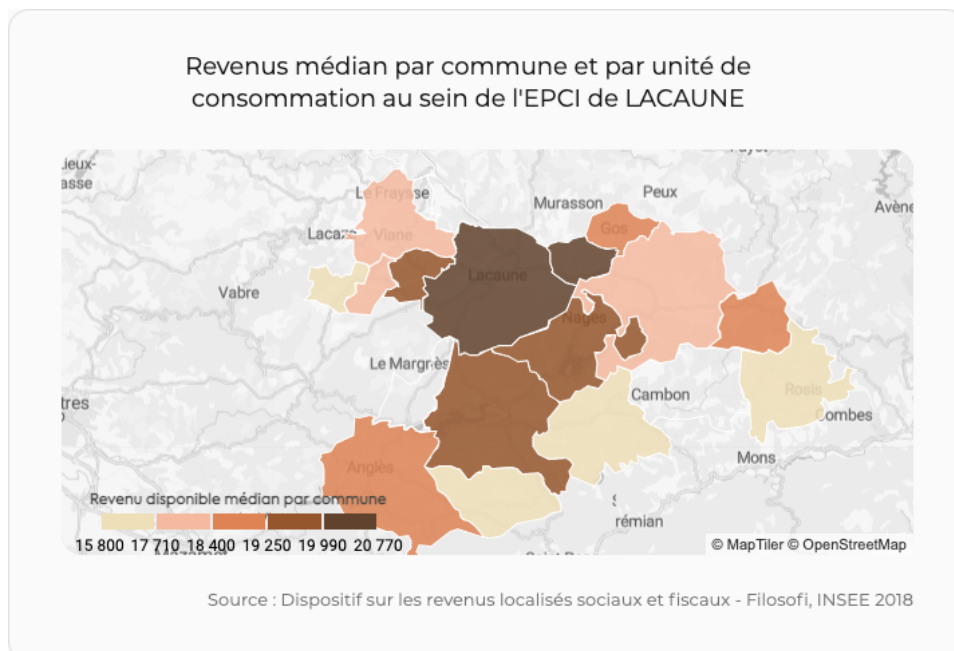 Revenus médian par commune et par unité de
consommation au sein de l'EPCI de LACAUNE
Peux
Le Fraysse
Murasson
Avène
Gos
Viane
Lacaune
Vabre
Nages
Le Margnès
Cambon
Rosis
Combes
Anglès
Mons
Revenu disponible médian par commune
rémian
15 800 17 710 18 400 19 250 19 990 20 770
© MapTiler © OpenStreetMap
Source : Dispositif sur les revenus localisés sociaux et fiscaux - Filosofi, INSEE 2018